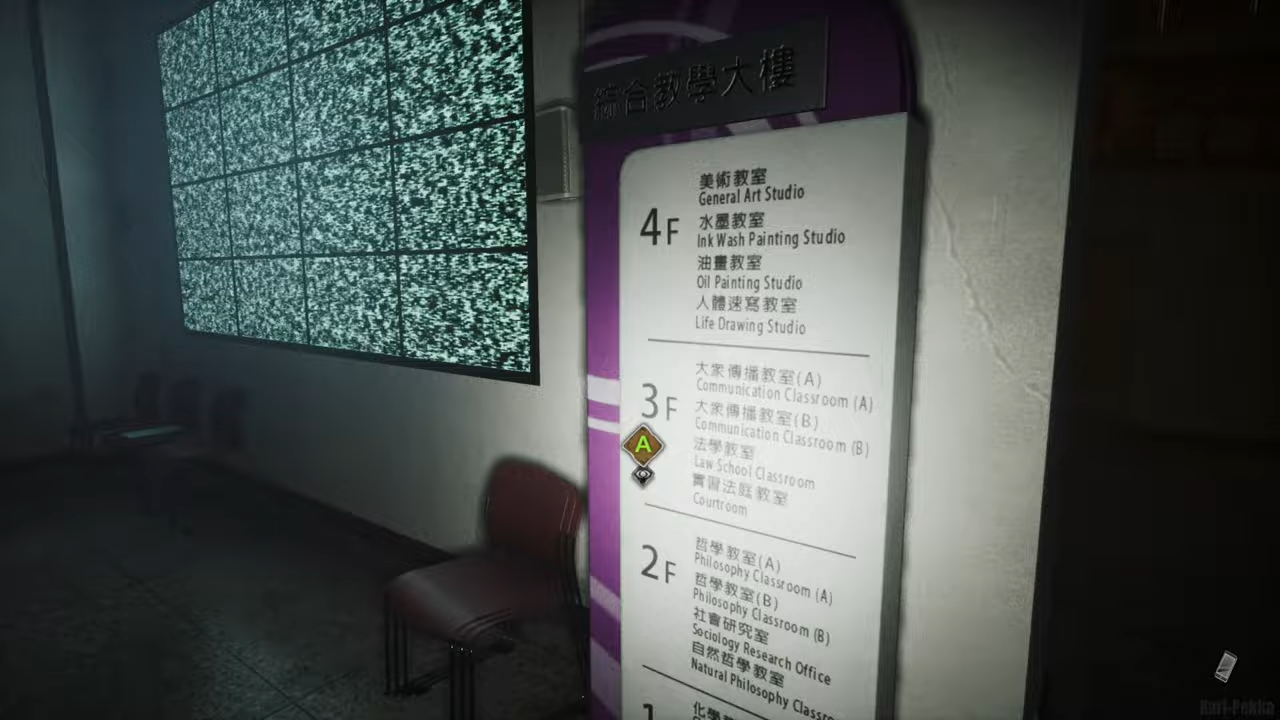 綜合教學大樓
4F
美術教室
General Art Studio
水墨教室
Ink Wash Painting Studio
油畫教室
Oil Painting Studio
人體速寫教室
Life Drawing Studio
3F
大眾傳播教室(A)
Communication Classroom (A)
大眾傳播教室(B)
Communication Classroom (B)
法學教室
Law School Classroom
實習法庭教室
Courtroom
A
2F
哲學教室(A)
Philosophy Classroom (A)
哲學教室(B)
Philosophy Classroom (B)
社會研究室
Sociology Research Office
自然哲學教室
Natural Philosophy Classro
1
化學
Kari-Pekka